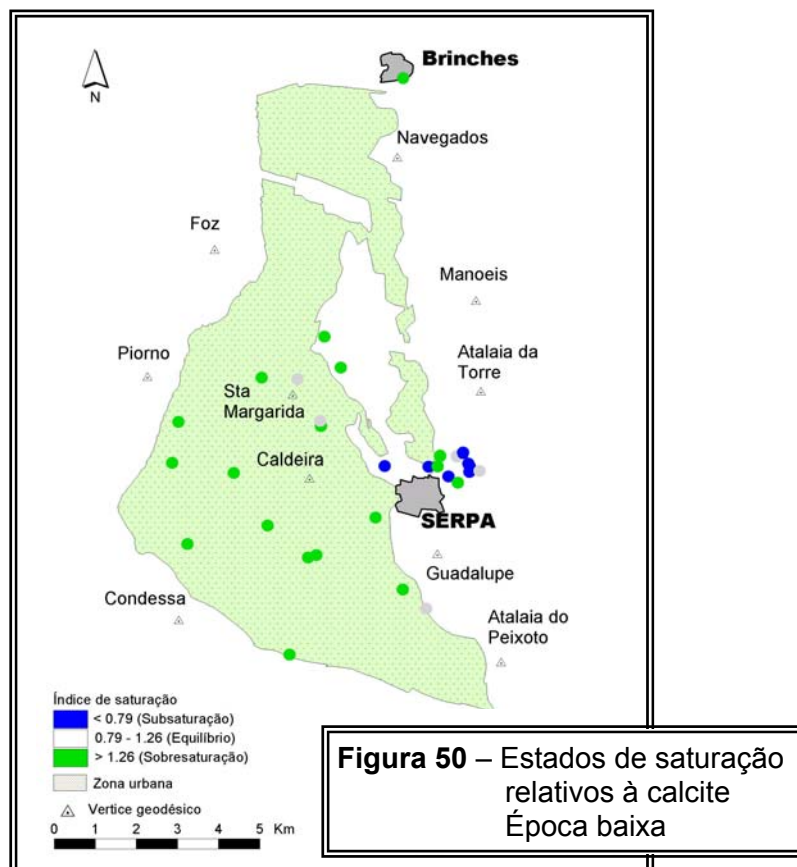 Brinches
N
Navegados
Foz
Manoeis
Piorno
Atalaia da
Torre
Sta
Margarida
Caldeira
SERPA
Guadalupe
Condessa
Atalaia do
Peixoto
Índice de saturação
< 0.79 (Subsaturação)
0.79 - 1.26 (Equilíbrio)
> 1.26 (Sobresaturação)
Zona urbana
Vertice geodésico
0 1 2 3 4 5 Km
Figura 50 – Estados de saturação
relativos à calcite
Época baixa